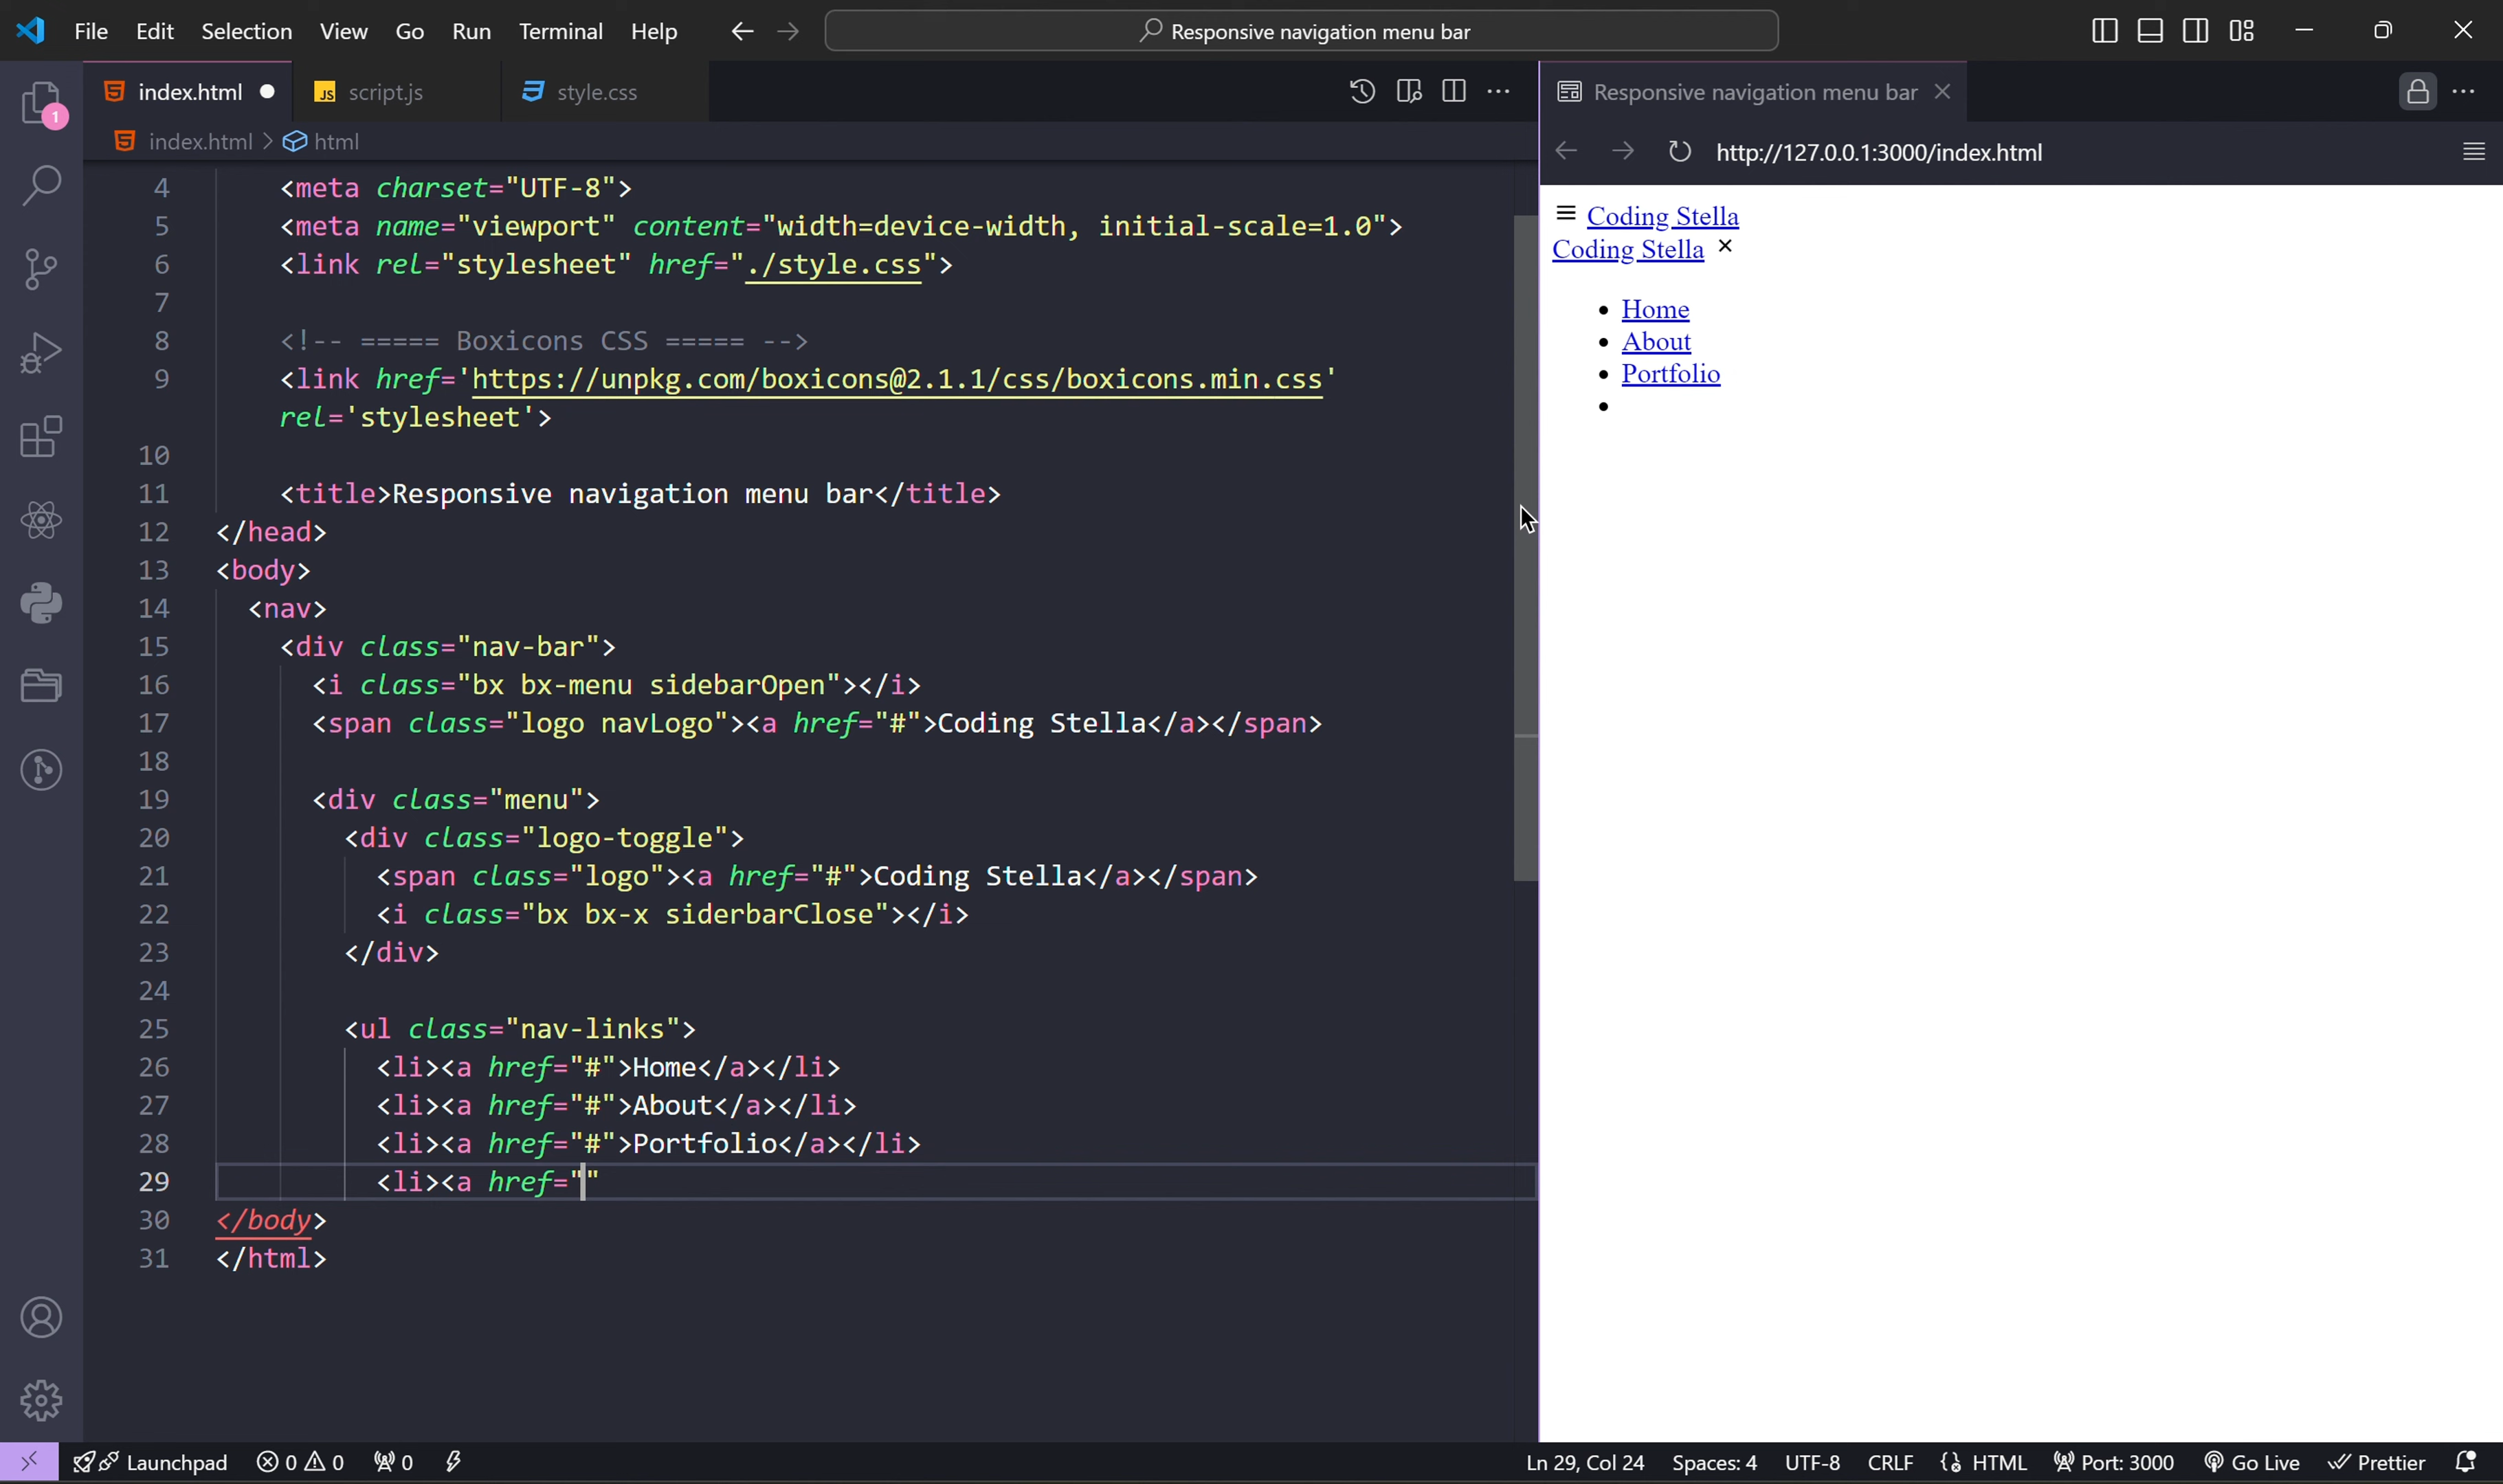 File Edit Selection View Go Run Terminal Help Responsive navigation menu bar
index.html script.js style.css
Responsive navigation menu bar
1
index.html > html
http://127.0.0.1:3000/index.html
4 <meta charset="UTF-8">
5 <meta name="viewport" content="width=device-width, initial-scale=1.0">
6 <link rel="stylesheet" href="./style.css">
7
8 <!-- ===== Boxicons CSS ===== -->
9 <link href='https://unpkg.com/boxicons@2.1.1/css/boxicons.min.css'
rel='stylesheet'>
10
11 <title>Responsive navigation menu bar</title>
12 </head>
13 <body>
14 <nav>
15 <div class="nav-bar">
16 <i class="bx bx-menu sidebarOpen"></i>
17 <span class="logo navLogo"><a href="#">Coding Stella</a></span>
18
19 <div class="menu">
20 <div class="logo-toggle">
21 <span class="logo"><a href="#">Coding Stella</a></span>
22 <i class="bx bx-x siderbarClose"></i>
23 </div>
24
25 <ul class="nav-links">
26 <li><a href="#">Home</a></li>
27 <li><a href="#">About</a></li>
28 <li><a href="#">Portfolio</a></li>
29 <li><a href=""
30 </body>
31 </html>
Coding Stella
Coding Stella
Home
About
Portfolio
Launchpad 0 0 0 Ln 29, Col 24 Spaces: 4 UTF-8 CRLF HTML Port: 3000 Go Live Prettier